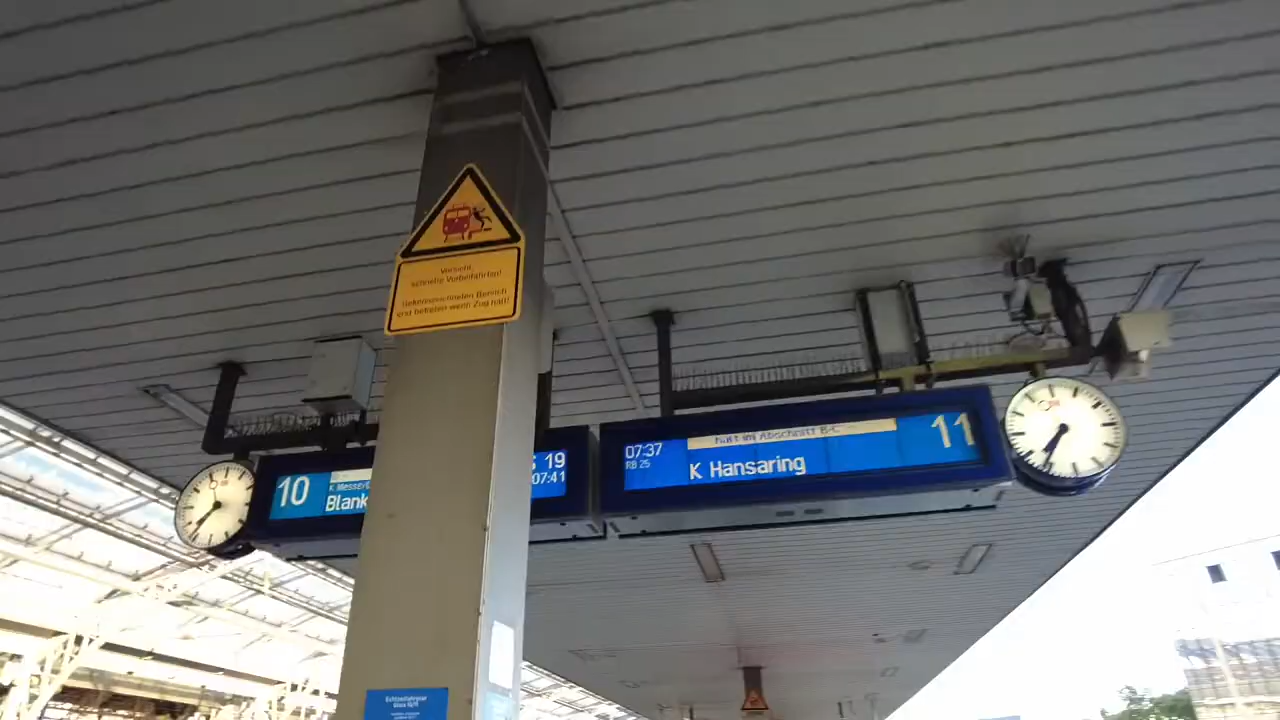 Vorsicht,
schnelle Vorbeifahrten!
Gekennzeichneten Bereich
erst betreten wenn Zug hält!
10
K Messe/
Blank
S 19
07:41
07:37
RB 25
Hält im Abschnitt B-C
K Hansaring
11